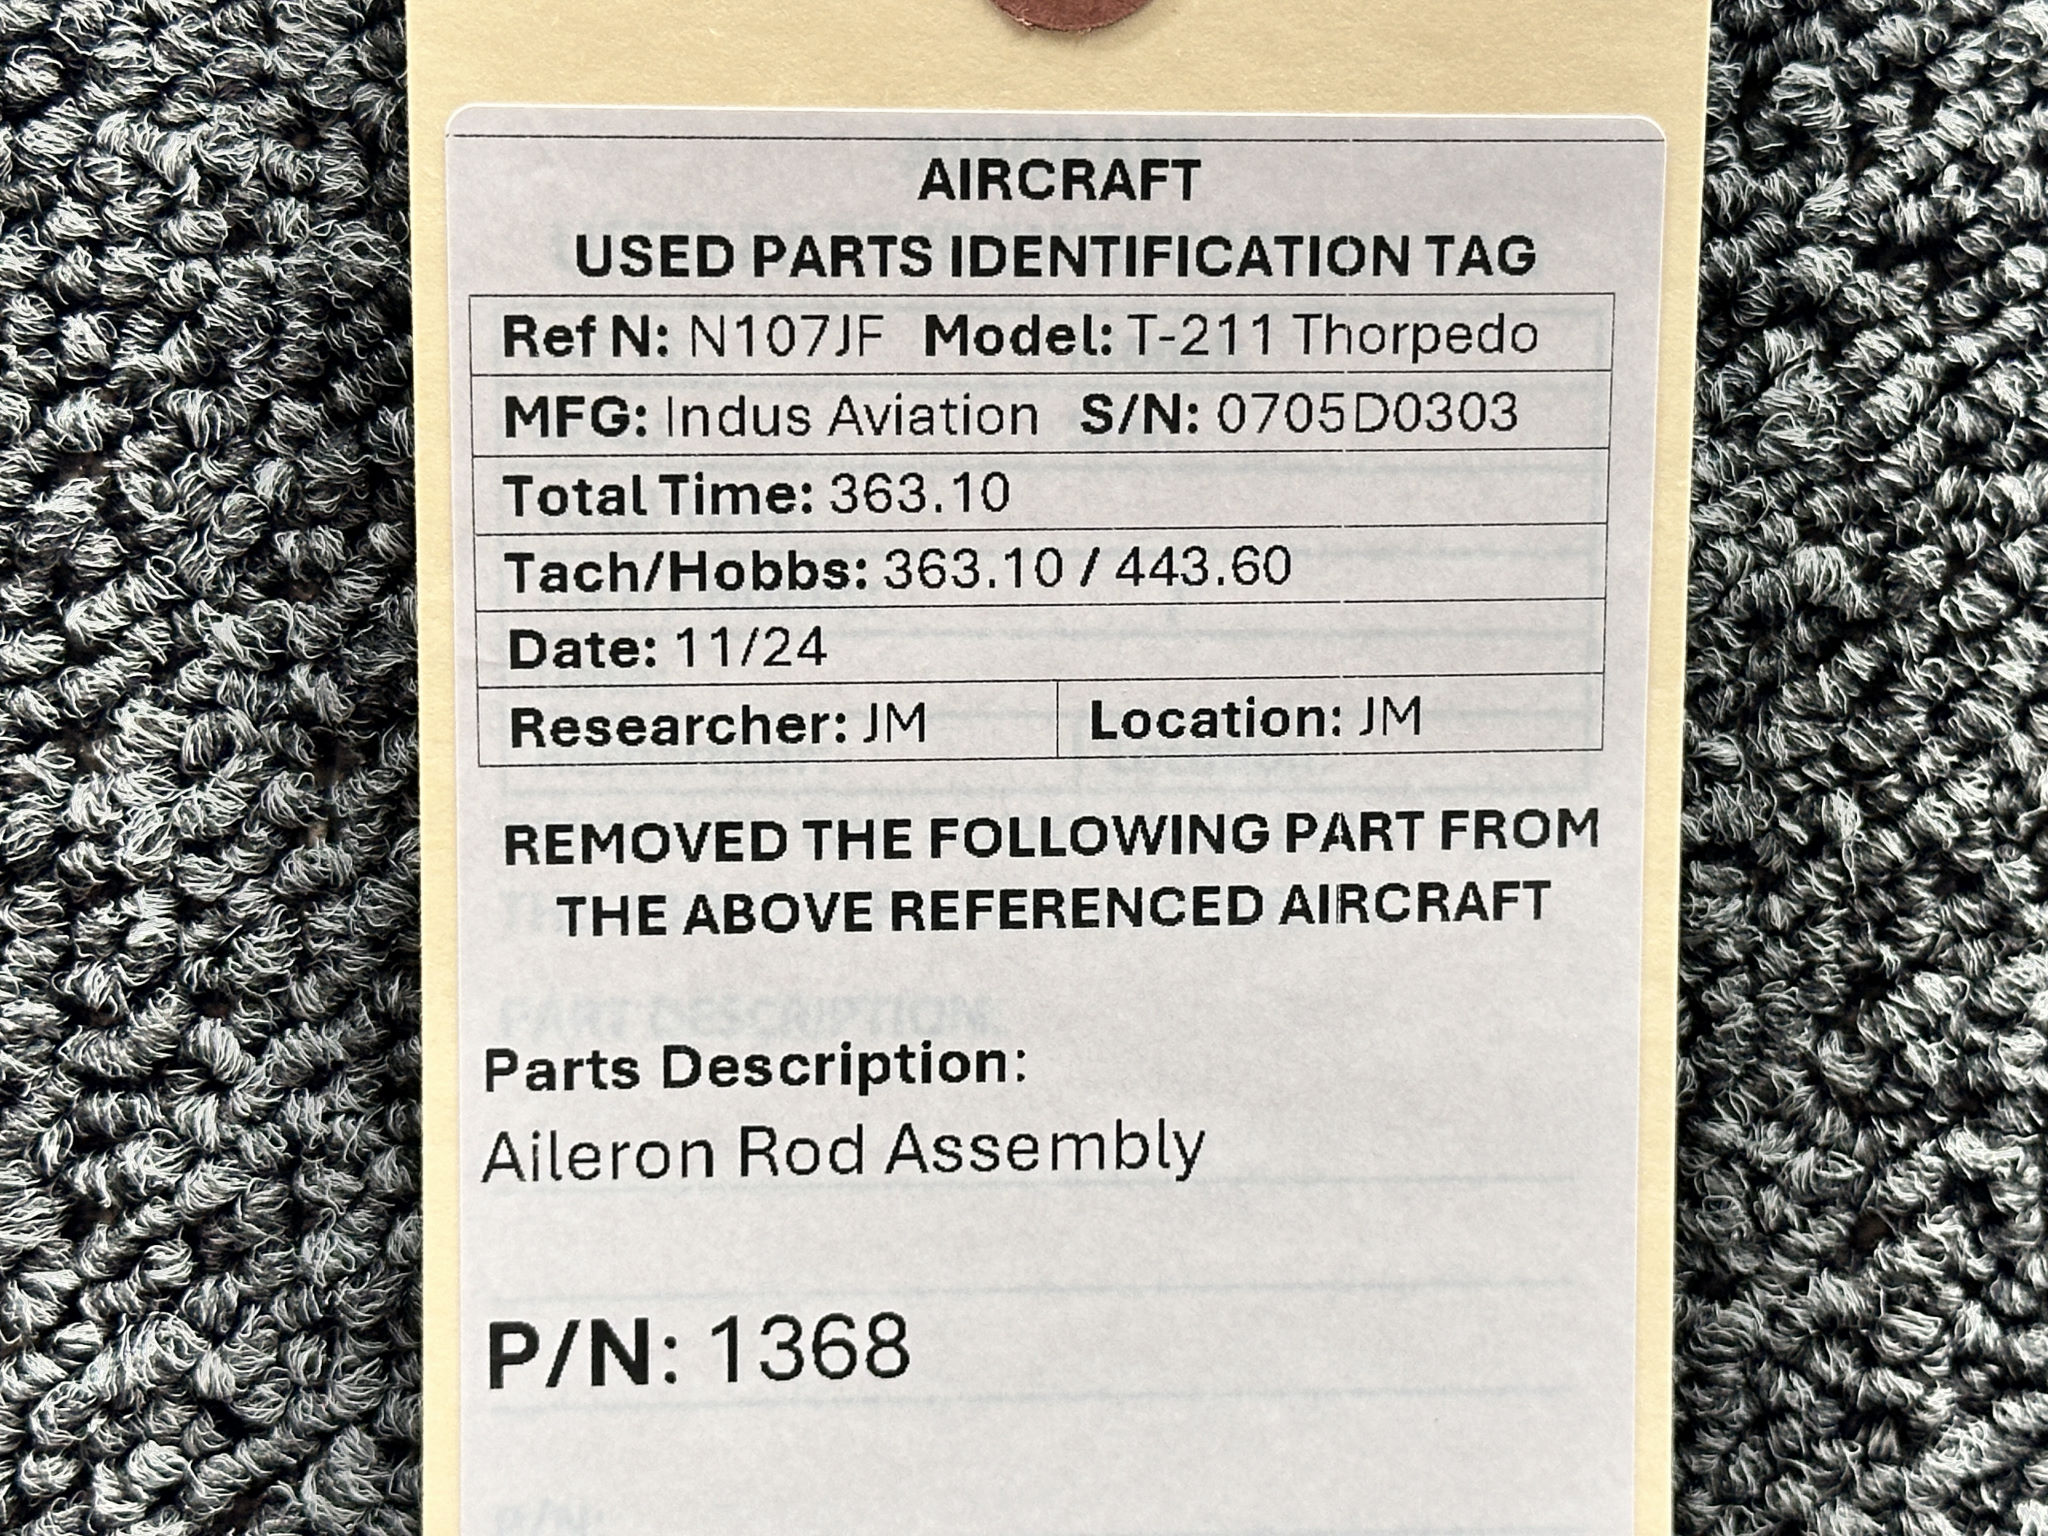 AIRCRAFT
USED PARTS IDENTIFICATION TAG
Ref N: N107JF Model: T-211 Thorpedo
MFG: Indus Aviation S/N: 0705D0303
Total Time: 363.10
Tach/Hobbs: 363.10 / 443.60
Date: 11/24
Researcher: JM Location: JM
REMOVED THE FOLLOWING PART FROM
THE ABOVE REFERENCED AIRCRAFT
PART DESCRIPTION:
Parts Description:
Aileron Rod Assembly
P/N: 1368
P/N: